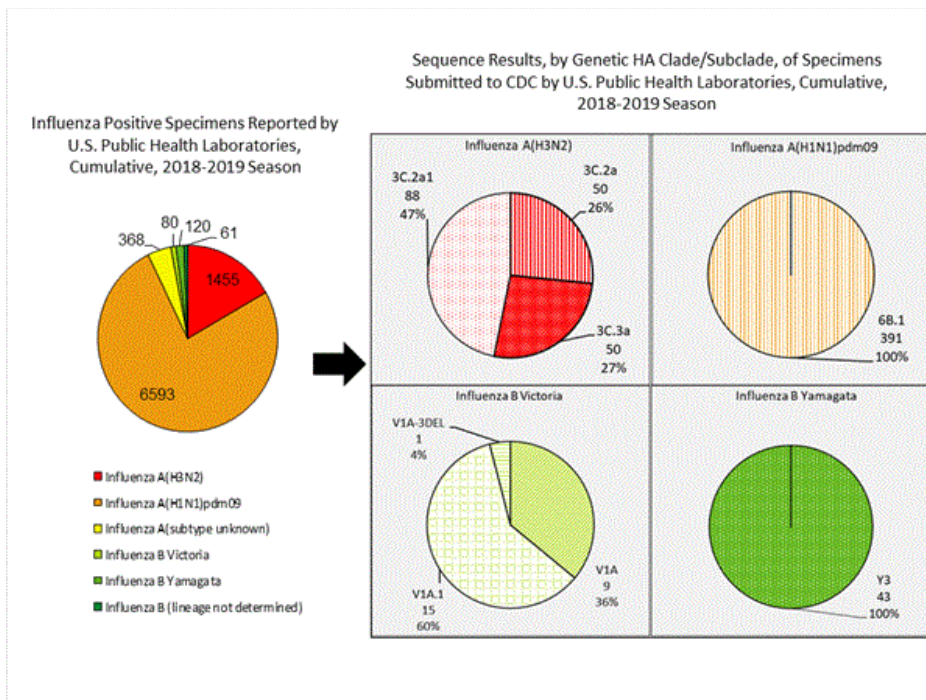 Sequence Results, by Genetic HA Clade/Subclade, of Specimens
Submitted to CDC by U.S. Public Health Laboratories, Cumulative,
2018-2019 Season
Influenza Positive Specimens Reported by
U.S. Public Health Laboratories,
Cumulative, 2018-2019 Season
368
80
120
61
1455
6593
Influenza A(H3N2)
Influenza A(H1N1)pdm09
Influenza A(subtype unknown)
Influenza B Victoria
Influenza B Yamagata
Influenza B (lineage not determined)
Influenza A(H3N2)
3C.2a1
88
47%
3C.2a
50
26%
3C.3a
50
27%
Influenza A(H1N1)pdm09
6B.1
391
100%
Influenza B Victoria
V1A-3DEL
1
4%
V1A
9
36%
V1A.1
15
60%
Influenza B Yamagata
Y3
43
100%